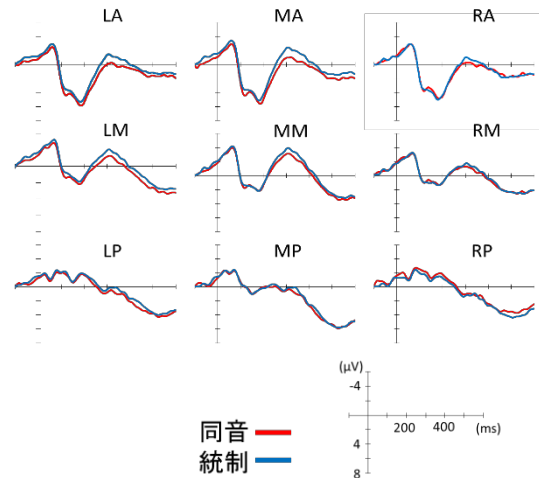 LA MA RA
LM MM RM
LP MP RP
(μV)
-4
200 400 (ms)
4
8
同音
統制